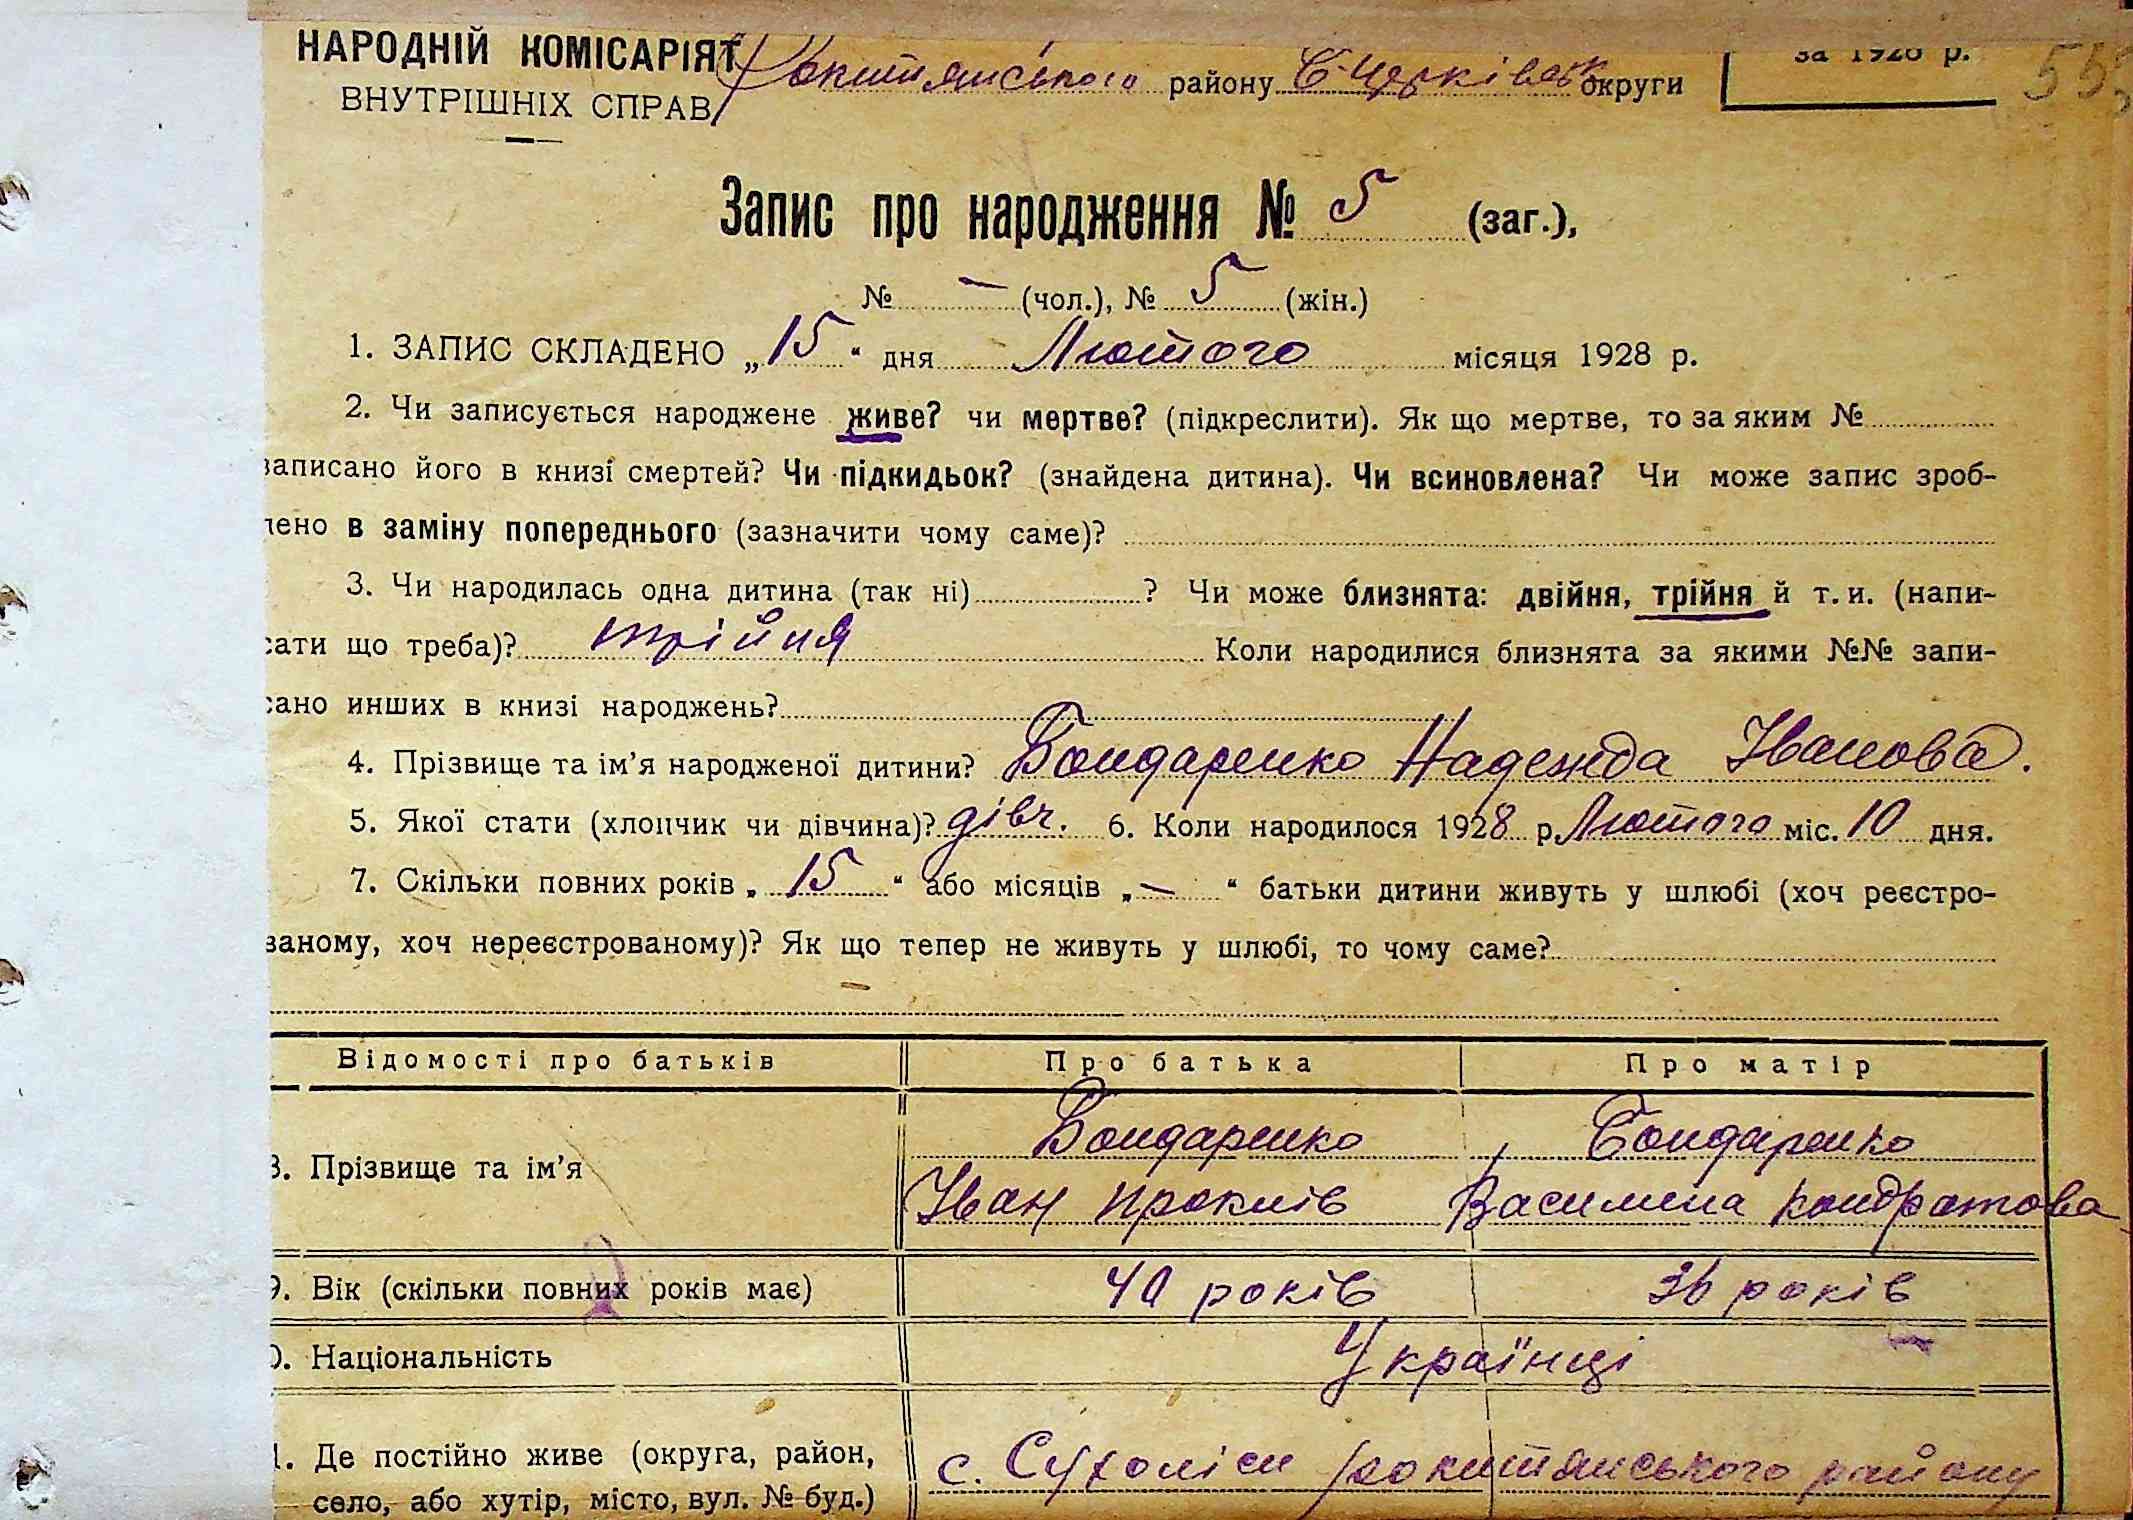 НАРОДНІЙ КОМІСАРІЯТ
ВНУТРІШНІХ СПРАВ
Рокитянського району Б-Церківськ округи
за 1928 р.
Запис про народження № 5 (заг.),
№ — (чол.), № 5 (жін.)
1. ЗАПИС СКЛАДЕНО „15“ дня Лютого місяця 1928 р.
2. Чи записується народжене живе? чи мертве? (підкреслити). Як що мертве, то за яким №
записано його в книзі смертей? Чи підкидьок? (знайдена дитина). Чи всиновлена? Чи може запис зроб-
лено в заміну попереднього (зазначити чому саме)?
3. Чи народилась одна дитина (так ні) ? Чи може близнята: двійня, трійня й т. и. (напи-
сати що треба)? трійня Коли народилися близнята за якими №№ запи-
сано инших в книзі народжень?
4. Прізвище та ім’я народженої дитини? Бондаренко Надежда Іванова.
5. Якої стати (хлопчик чи дівчина)? дівч. 6. Коли народилося 1928 р. Лютого міс. 10 дня.
7. Скільки повних років „15“ або місяців „—“ батьки дитини живуть у шлюбі (хоч реєстро-
ваному, хоч нереєстрованому)? Як що тепер не живуть у шлюбі, то чому саме?
—
Відомості про батьків Про батька Про матір
8. Прізвище та ім’я Бондаренко Бондаренко
Іван Проклів Василина Кондратова
9. Вік (скільки повних років має) 40 років 36 років
0. Національність Українці
1. Де постійно живе (округа, район,
село, або хутір, місто, вул. № буд.) с. Сухоліси Рокитянського району